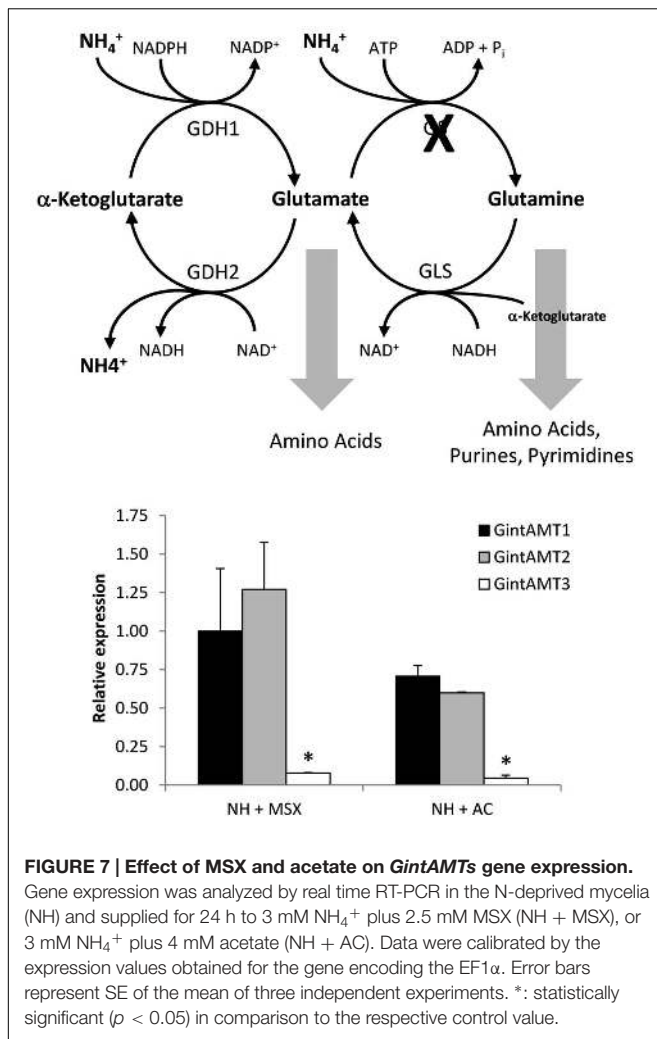 NH₄⁺ NADPH NADP⁺ NH₄⁺ ATP ADP + Pᵢ
GDH1
X
α-Ketoglutarate Glutamate Glutamine
GDH2 GLS
α-Ketoglutarate
NH4⁺ NADH NAD⁺ NAD⁺ NADH
Amino Acids
Amino Acids,
Purines, Pyrimidines
Relative expression
1.75
1.50
1.25
1.00
0.75
0.50
0.25
0.00
GintAMT1
GintAMT2
GintAMT3
* *
NH + MSX NH + AC
FIGURE 7 | Effect of MSX and acetate on GintAMTs gene expression.
Gene expression was analyzed by real time RT-PCR in the N-deprived mycelia
(NH) and supplied for 24 h to 3 mM NH₄⁺ plus 2.5 mM MSX (NH + MSX), or
3 mM NH₄⁺ plus 4 mM acetate (NH + AC). Data were calibrated by the
expression values obtained for the gene encoding the EF1α. Error bars
represent SE of the mean of three independent experiments. *: statistically
significant (p < 0.05) in comparison to the respective control value.